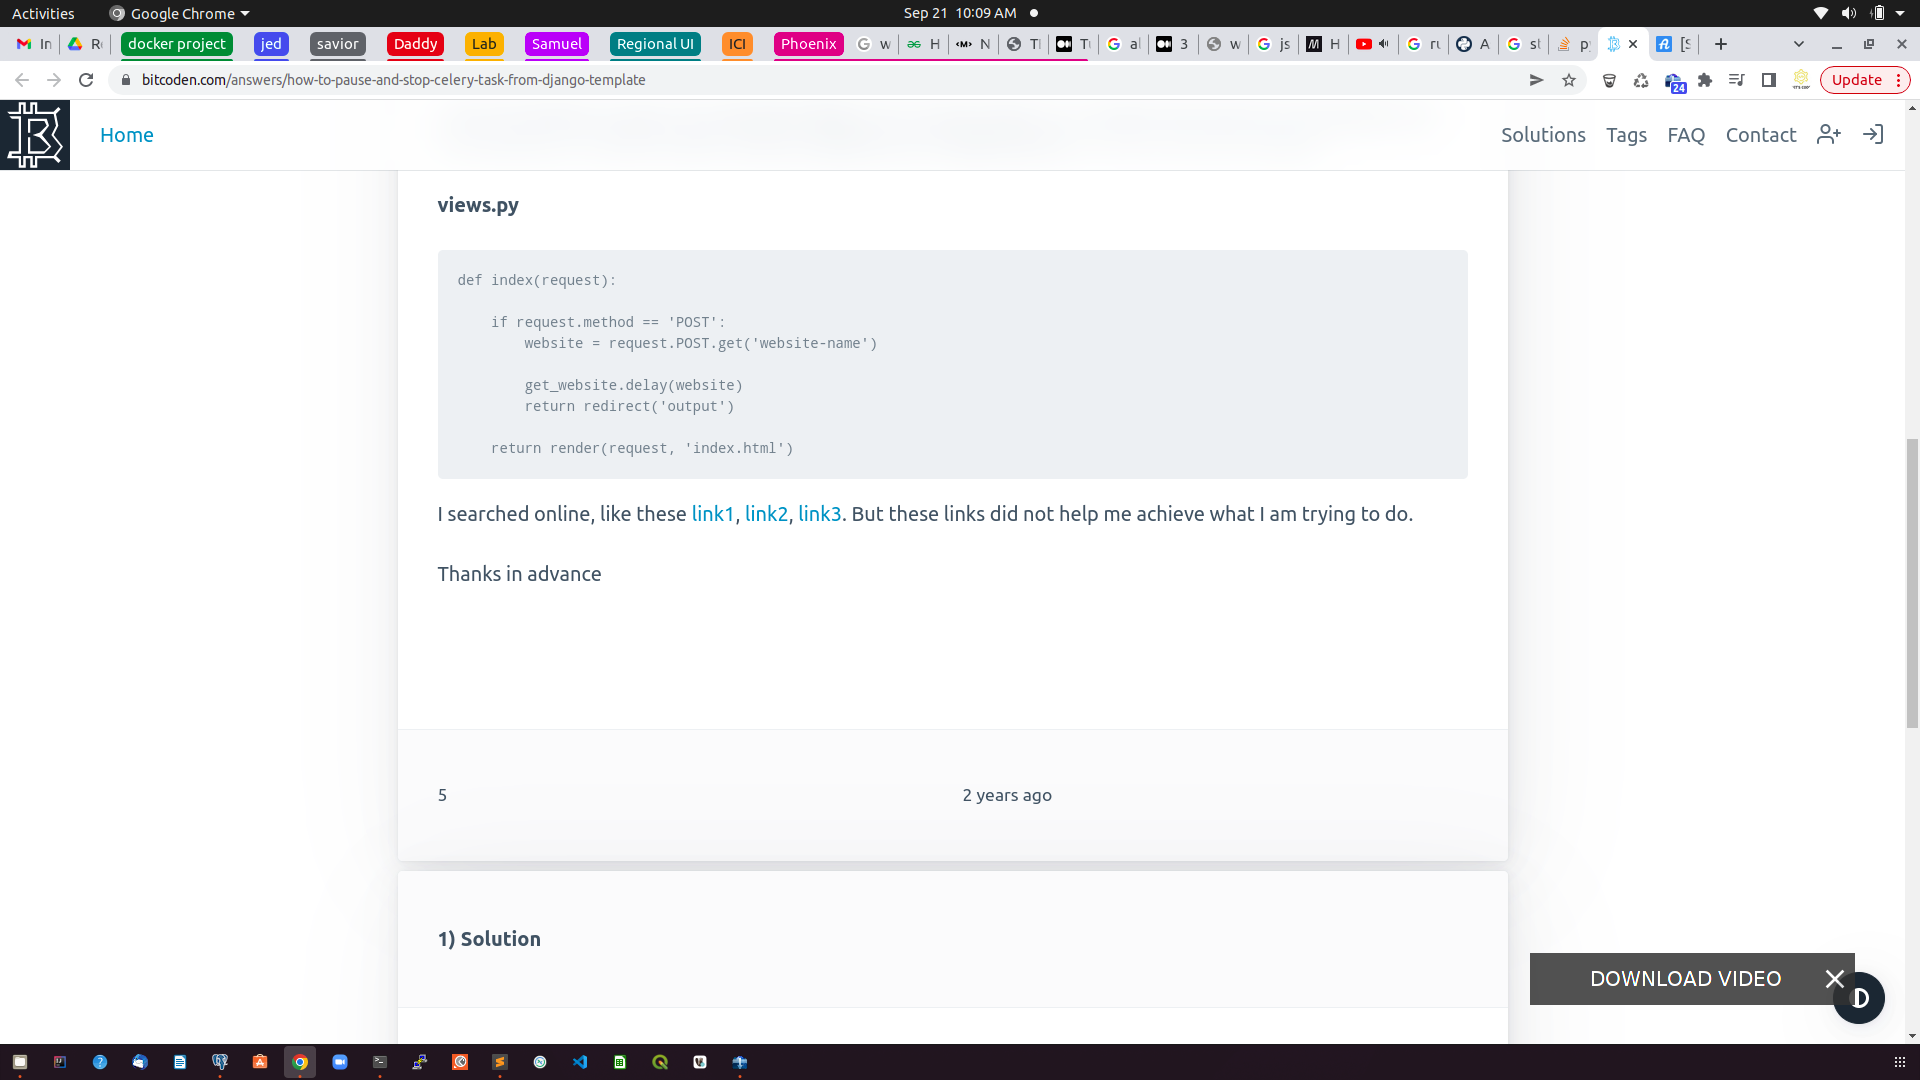 Activities
Google Chrome
Sep 21 10:09 AM
In
docker project
jed
savior
Daddy
Lab
Samuel
Regional UI
ICI
Phoenix
bitcoden.com/answers/how-to-pause-and-stop-celery-task-from-django-template
24
Update
Home
Solutions
Tags
FAQ
Contact
views.py
def index(request):
if request.method == 'POST':
website = request.POST.get('website-name')
get_website.delay(website)
return redirect('output')
return render(request, 'index.html')
I searched online, like these link1, link2, link3. But these links did not help me achieve what I am trying to do.
Thanks in advance
5
2 years ago
1) Solution
DOWNLOAD VIDEO